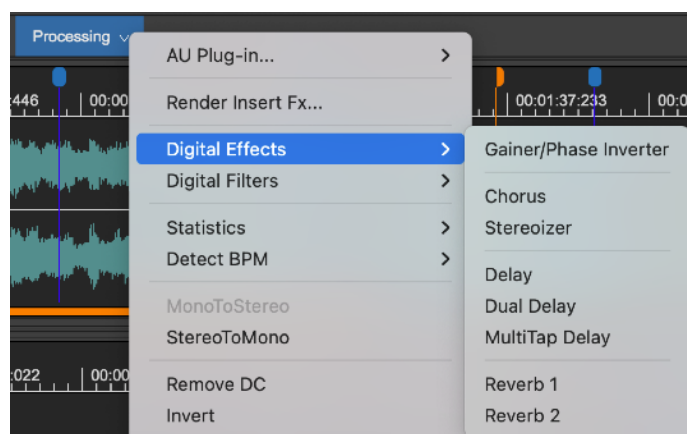 Processing
:446
00:00
00:01:37:233
00:0
AU Plug-in...
Render Insert Fx...
Digital Effects
Digital Filters
Statistics
Detect BPM
MonoToStereo
StereoToMono
Remove DC
Invert
Gainer/Phase Inverter
Chorus
Stereoizer
Delay
Dual Delay
MultiTap Delay
Reverb 1
Reverb 2
:022
00:00